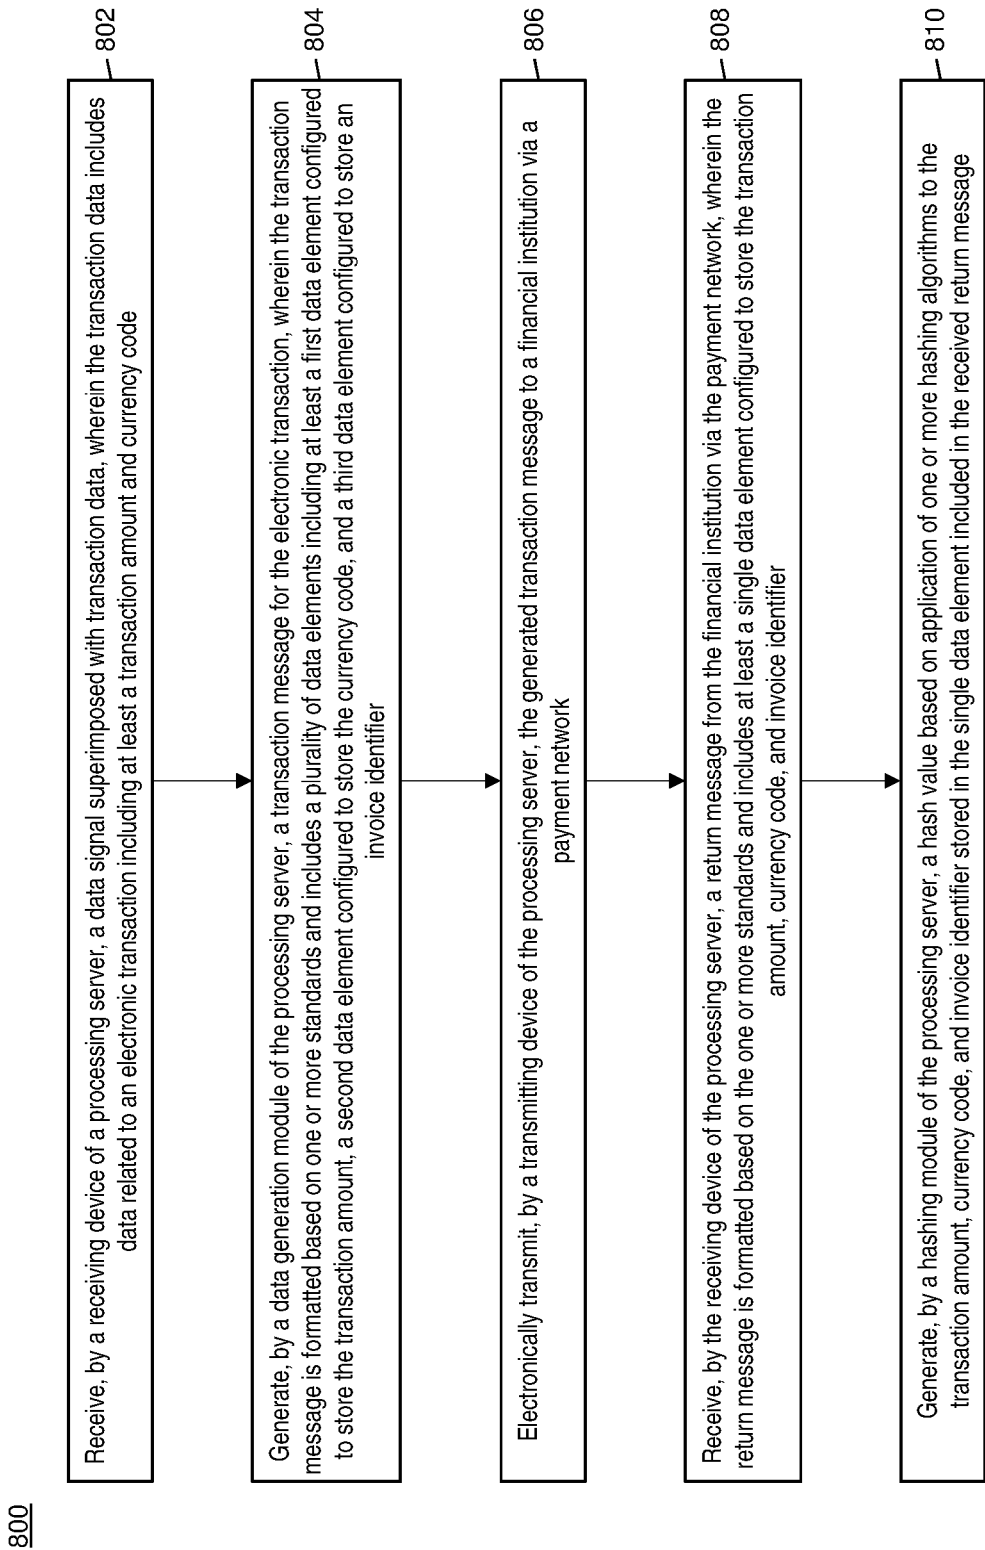 800
802
Receive, by a receiving device of a processing server, a data signal superimposed with transaction data, wherein the transaction data includes
data related to an electronic transaction including at least a transaction amount and currency code
804
Generate, by a data generation module of the processing server, a transaction message for the electronic transaction, wherein the transaction
message is formatted based on one or more standards and includes a plurality of data elements including at least a first data element configured
to store the transaction amount, a second data element configured to store the currency code, and a third data element configured to store an
invoice identifier
806
Electronically transmit, by a transmitting device of the processing server, the generated transaction message to a financial institution via a
payment network
808
Receive, by the receiving device of the processing server, a return message from the financial institution via the payment network, wherein the
return message is formatted based on the one or more standards and includes at least a single data element configured to store the transaction
amount, currency code, and invoice identifier
810
Generate, by a hashing module of the processing server, a hash value based on application of one or more hashing algorithms to the
transaction amount, currency code, and invoice identifier stored in the single data element included in the received return message